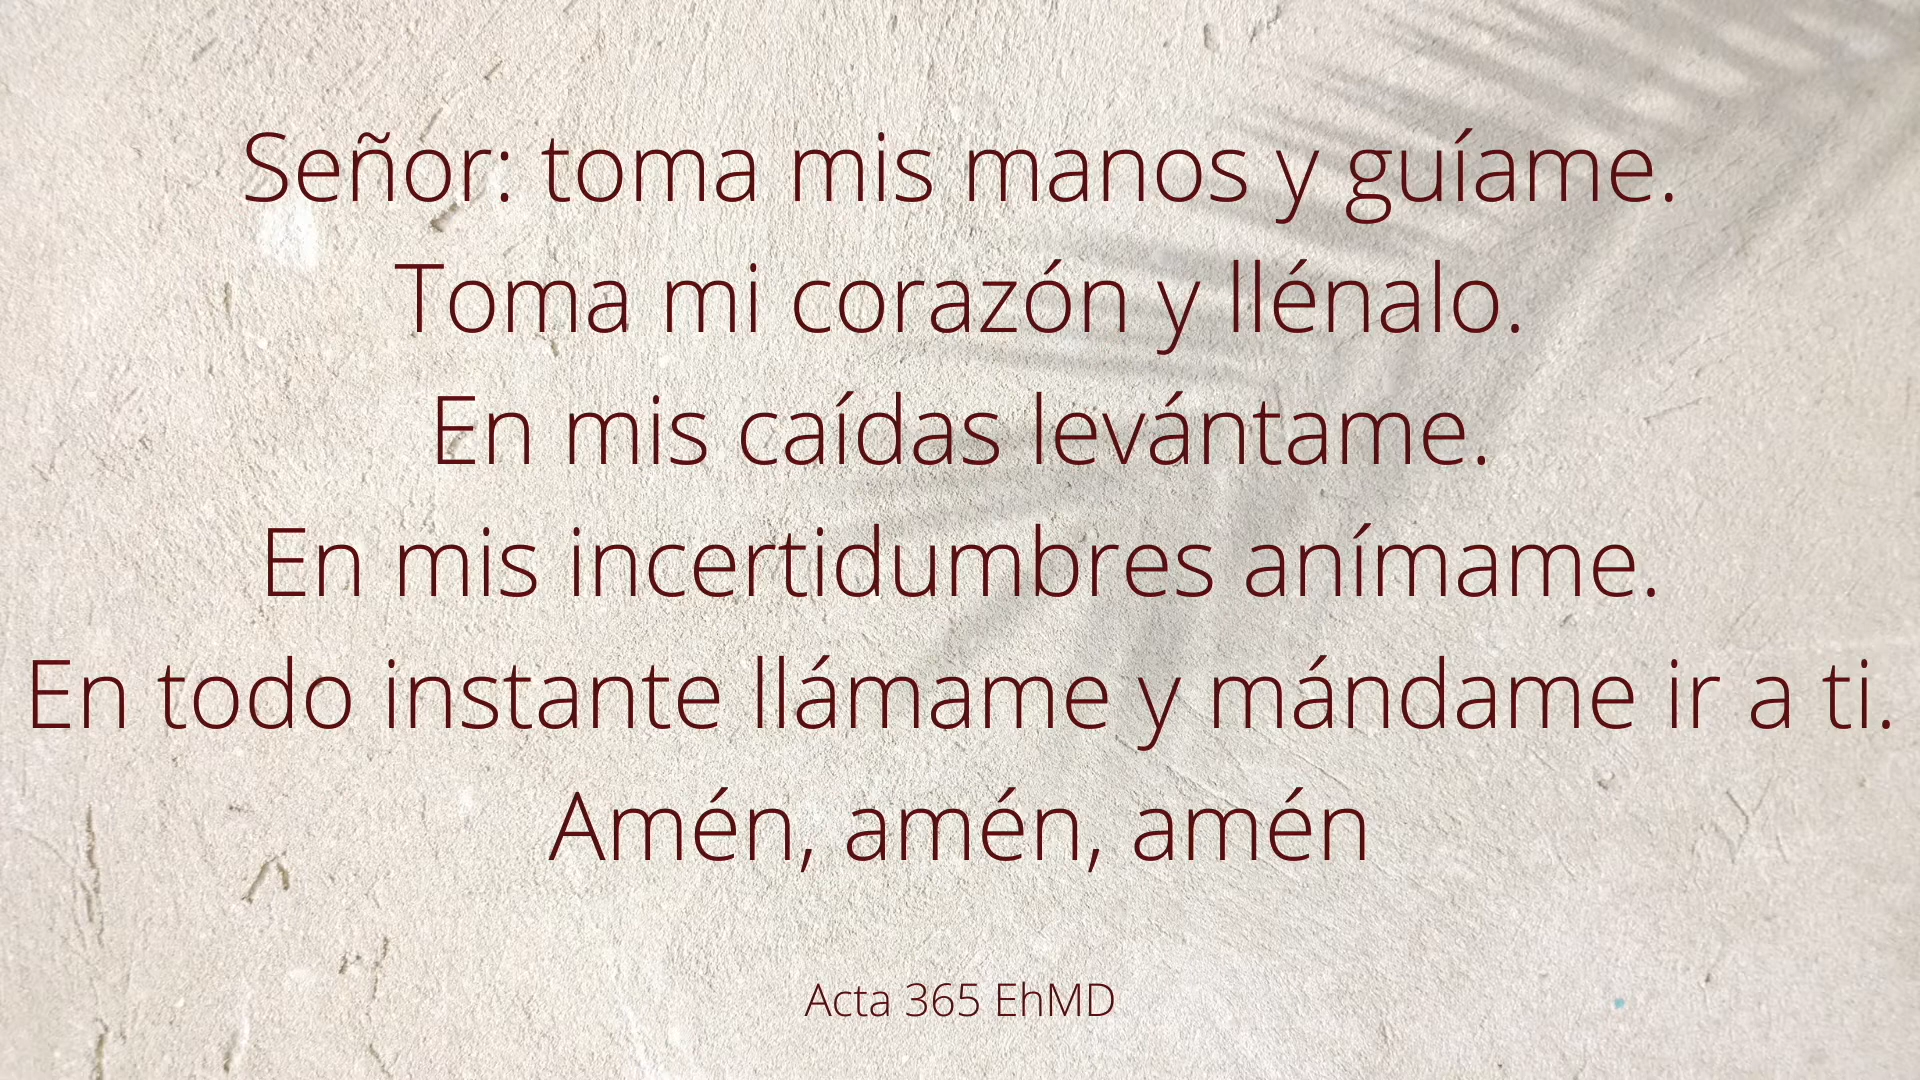 Señor: toma mis manos y guíame.
Toma mi corazón y llénalo.
En mis caídas levántame.
En mis incertidumbres anímame.
En todo instante llámame y mándame ir a ti.
Amén, amén, amén
Acta 365 EhMD